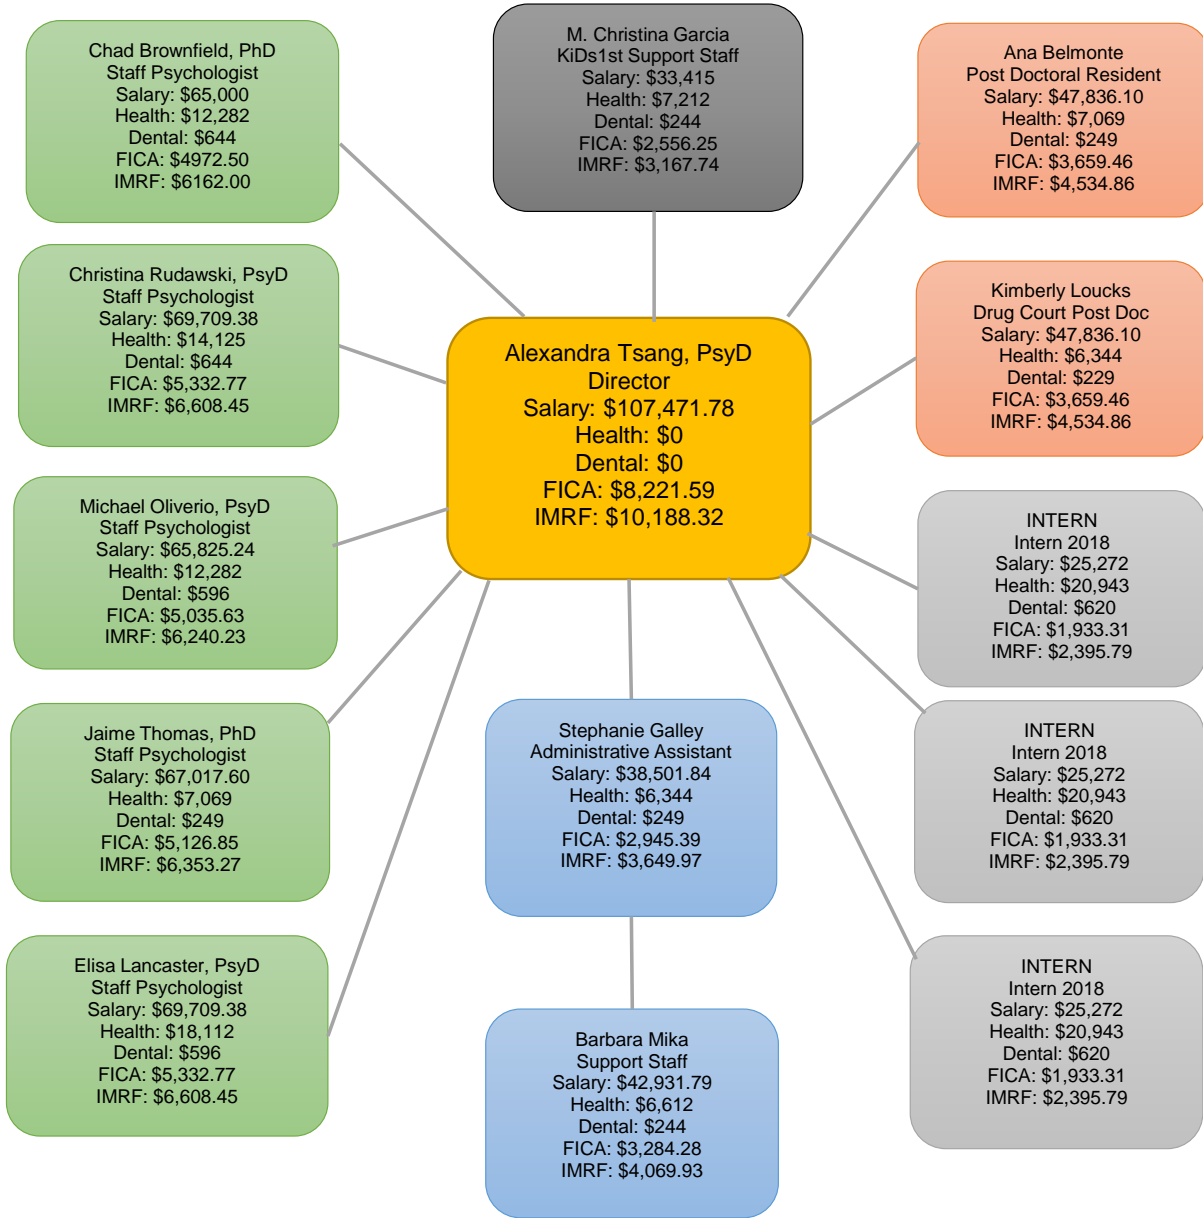 Chad Brownfield, PhD
Staff Psychologist
Salary: $65,000
Health: $12,282
Dental: $644
FICA: $4972.50
IMRF: $6162.00
M. Christina Garcia
KiDs1st Support Staff
Salary: $33,415
Health: $7,212
Dental: $244
FICA: $2,556.25
IMRF: $3,167.74
Ana Belmonte
Post Doctoral Resident
Salary: $47,836.10
Health: $7,069
Dental: $249
FICA: $3,659.46
IMRF: $4,534.86
Christina Rudawski, PsyD
Staff Psychologist
Salary: $69,709.38
Health: $14,125
Dental: $644
FICA: $5,332.77
IMRF: $6,608.45
Alexandra Tsang, PsyD
Director
Salary: $107,471.78
Health: $0
Dental: $0
FICA: $8,221.59
IMRF: $10,188.32
Kimberly Loucks
Drug Court Post Doc
Salary: $47,836.10
Health: $6,344
Dental: $229
FICA: $3,659.46
IMRF: $4,534.86
Michael Oliverio, PsyD
Staff Psychologist
Salary: $65,825.24
Health: $12,282
Dental: $596
FICA: $5,035.63
IMRF: $6,240.23
INTERN
Intern 2018
Salary: $25,272
Health: $20,943
Dental: $620
FICA: $1,933.31
IMRF: $2,395.79
Jaime Thomas, PhD
Staff Psychologist
Salary: $67,017.60
Health: $7,069
Dental: $249
FICA: $5,126.85
IMRF: $6,353.27
Stephanie Galley
Administrative Assistant
Salary: $38,501.84
Health: $6,344
Dental: $249
FICA: $2,945.39
IMRF: $3,649.97
INTERN
Intern 2018
Salary: $25,272
Health: $20,943
Dental: $620
FICA: $1,933.31
IMRF: $2,395.79
Elisa Lancaster, PsyD
Staff Psychologist
Salary: $69,709.38
Health: $18,112
Dental: $596
FICA: $5,332.77
IMRF: $6,608.45
Barbara Mika
Support Staff
Salary: $42,931.79
Health: $6,612
Dental: $244
FICA: $3,284.28
IMRF: $4,069.93
INTERN
Intern 2018
Salary: $25,272
Health: $20,943
Dental: $620
FICA: $1,933.31
IMRF: $2,395.79